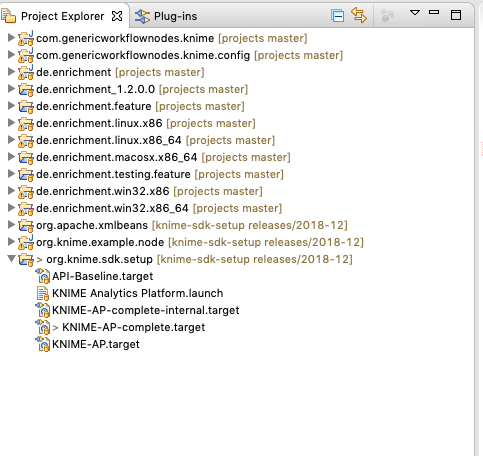 Project Explorer Plug-ins
com.genericworkflownodes.knime [projects master]
com.genericworkflownodes.knime.config [projects master]
de.enrichment [projects master]
de.enrichment_1.2.0.0 [projects master]
de.enrichment.feature [projects master]
de.enrichment.linux.x86 [projects master]
de.enrichment.linux.x86_64 [projects master]
de.enrichment.macosx.x86_64 [projects master]
de.enrichment.testing.feature [projects master]
de.enrichment.win32.x86 [projects master]
de.enrichment.win32.x86_64 [projects master]
org.apache.xmlbeans [knime-sdk-setup releases/2018-12]
org.knime.example.node [knime-sdk-setup releases/2018-12]
> org.knime.sdk.setup [knime-sdk-setup releases/2018-12]
API-Baseline.target
KNIME Analytics Platform.launch
KNIME-AP-complete-internal.target
> KNIME-AP-complete.target
KNIME-AP.target